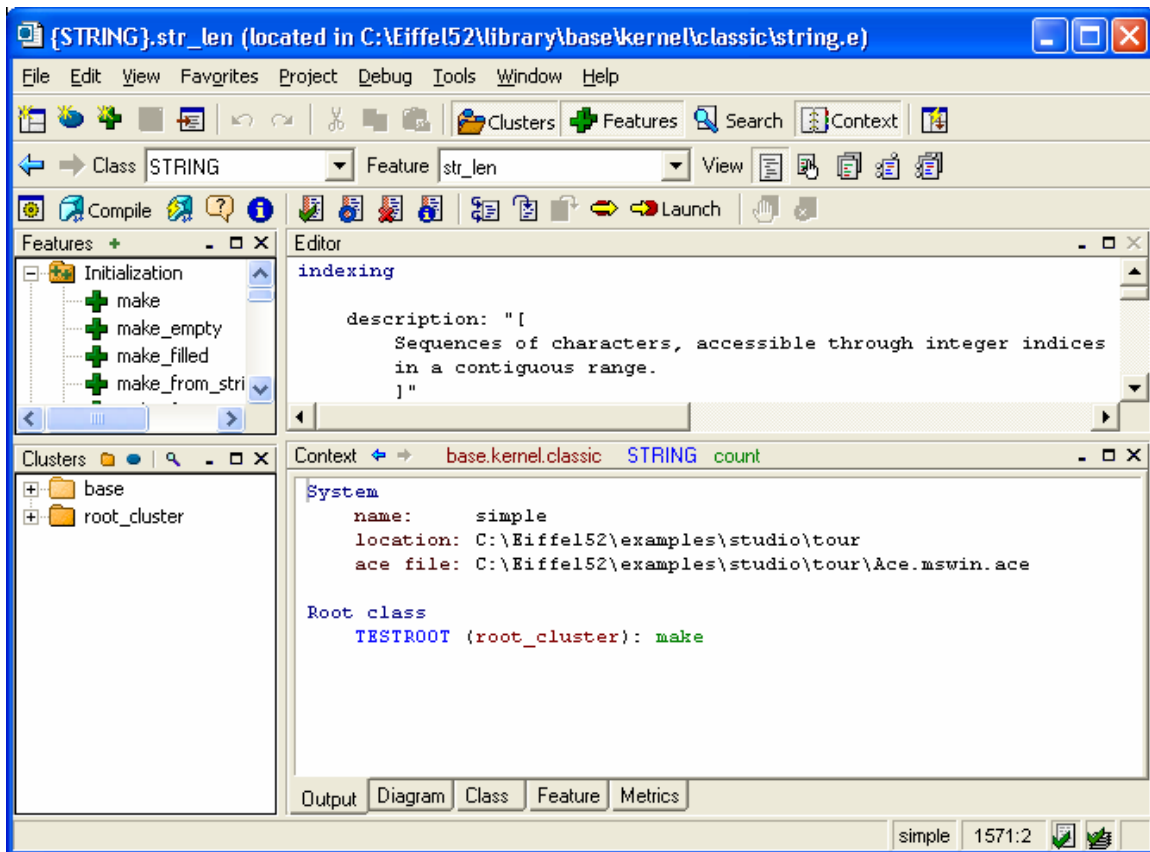 {STRING}.str_len (located in C:\Eiffel52\library\base\kernel\classic\string.e)
File Edit View Favorites Project Debug Tools Window Help
Clusters Features Search Context
Class STRING Feature str_len View
Compile Launch
Features
Initialization
make
make_empty
make_filled
make_from_stri
Editor
indexing
description: "[
Sequences of characters, accessible through integer indices
in a contiguous range.
]"
Clusters
base
root_cluster
Context base.kernel.classic STRING count
System
name: simple
location: C:\Eiffel52\examples\studio\tour
ace file: C:\Eiffel52\examples\studio\tour\Ace.mswin.ace
Root class
TESTROOT (root_cluster): make
Output Diagram Class Feature Metrics
simple 1571:2